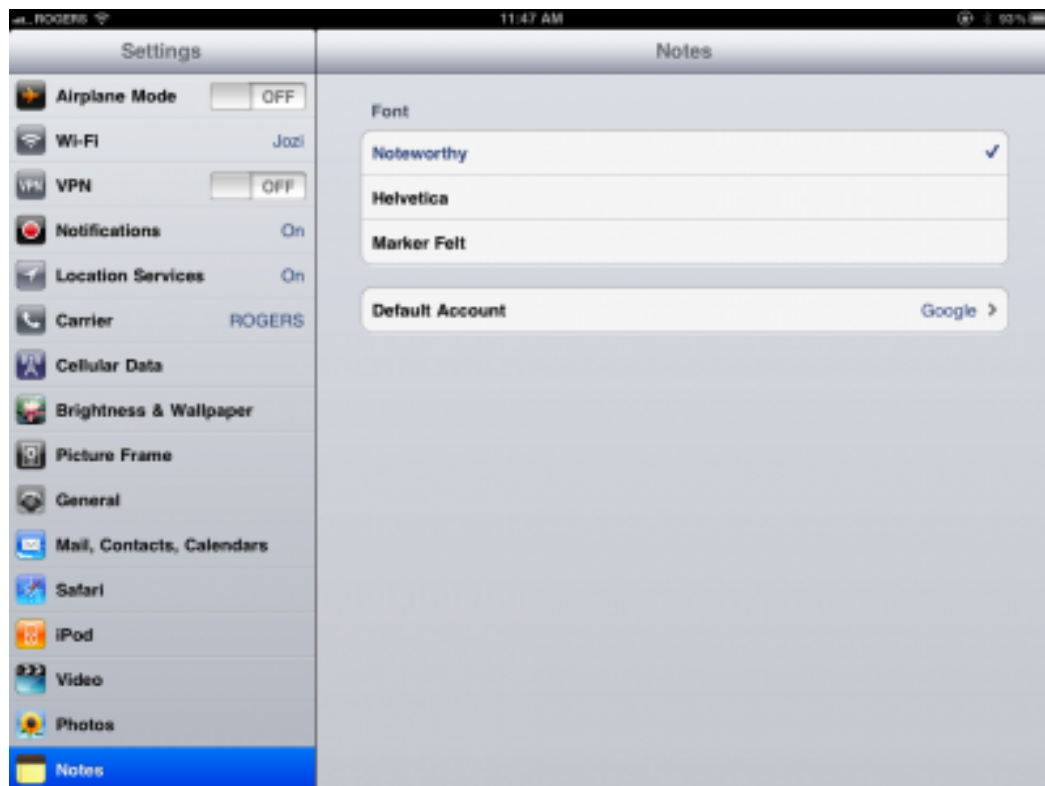 ROGERS 11:47 AM 93%
Settings
Notes
Airplane Mode OFF
Wi-Fi Jozi
VPN VPN OFF
Notifications On
Location Services On
Carrier ROGERS
Cellular Data
Brightness & Wallpaper
Picture Frame
General
Mail, Contacts, Calendars
Safari
iPod
Video
Photos
Notes
Font
Noteworthy
Helvetica
Marker Felt
Default Account Google